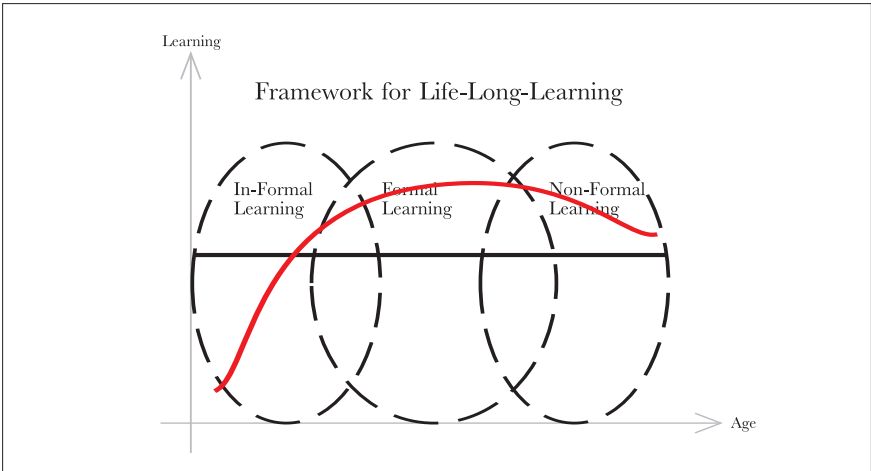 Learning
Framework for Life-Long-Learning
In-Formal
Learning
Formal
Learning
Non-Formal
Learning
Age